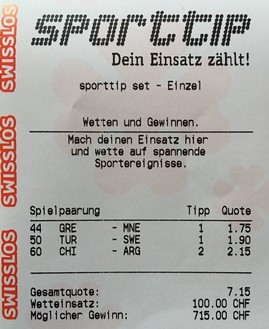 sporttip
Dein Einsatz zählt!
sporttip set - Einzel
Wetten und Gewinnen.
Mach deinen Einsatz hier
und wette auf spannende
Sportereignisse.
Spielpaarung Tipp Quote
44 GRE - MNE 1 1.75
50 TUR - SWE 1 1.90
60 CHI - ARG 2 2.15
Gesamtquote: 7.15
Wetteinsatz: 100.00 CHF
Möglicher Gewinn: 715.00 CHF
SWISSLOS
SWISSLOS
SWISSLOS